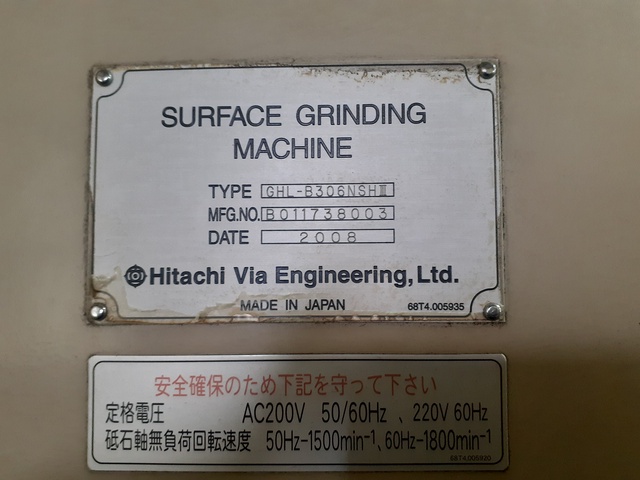 SURFACE GRINDING
MACHINE
TYPE GHL-B306NSHⅢ
MFG.NO. B011738003
DATE 2008
Hitachi Via Engineering, Ltd.
MADE IN JAPAN 68T4.005935
安全確保のため下記を守って下さい
定格電圧 AC200V 50/60Hz 、220V 60Hz
砥石軸無負荷回転速度 50Hz-1500min⁻¹、60Hz-1800min⁻¹